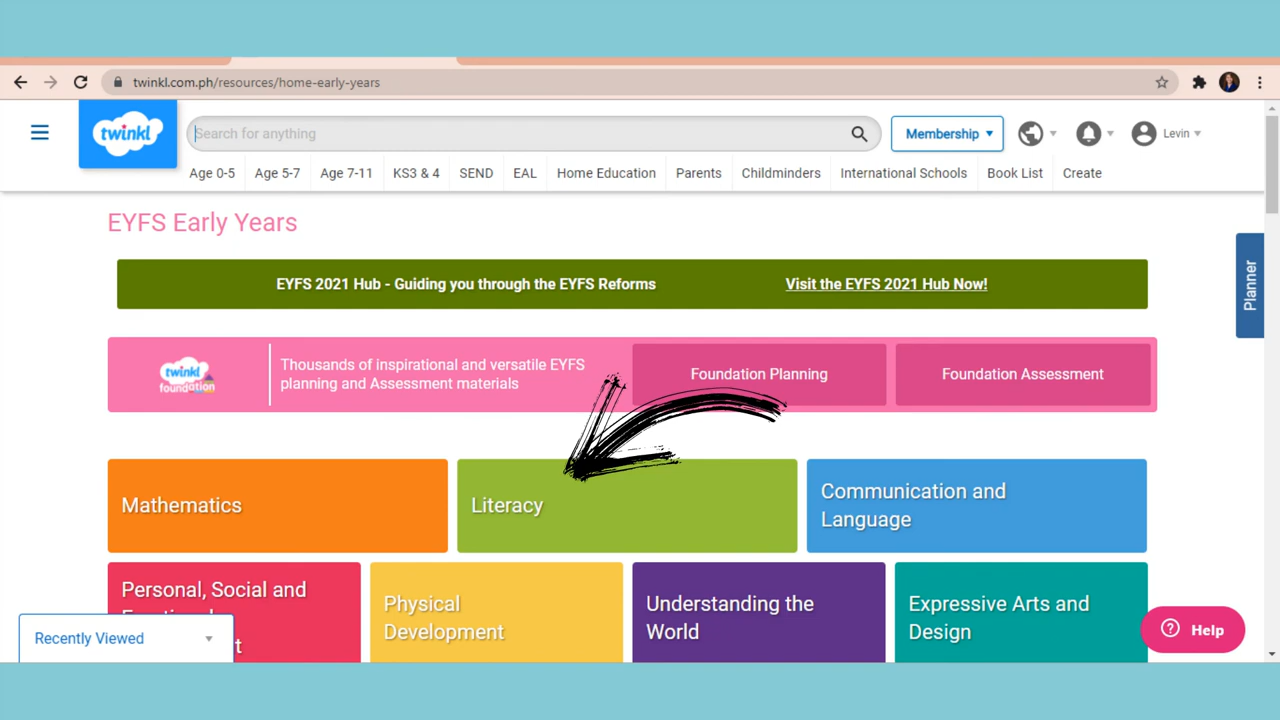 twinkl.com.ph/resources/home-early-years
twinkl
Search for anything
Membership
Levin
Age 0-5
Age 5-7
Age 7-11
KS3 & 4
SEND
EAL
Home Education
Parents
Childminders
International Schools
Book List
Create
EYFS Early Years
EYFS 2021 Hub - Guiding you through the EYFS Reforms
Visit the EYFS 2021 Hub Now!
Planner
twinkl
foundation
Thousands of inspirational and versatile EYFS
planning and Assessment materials
Foundation Planning
Foundation Assessment
Mathematics
Literacy
Communication and
Language
Personal, Social and
Physical
Development
Understanding the
World
Expressive Arts and
Design
Recently Viewed
Help